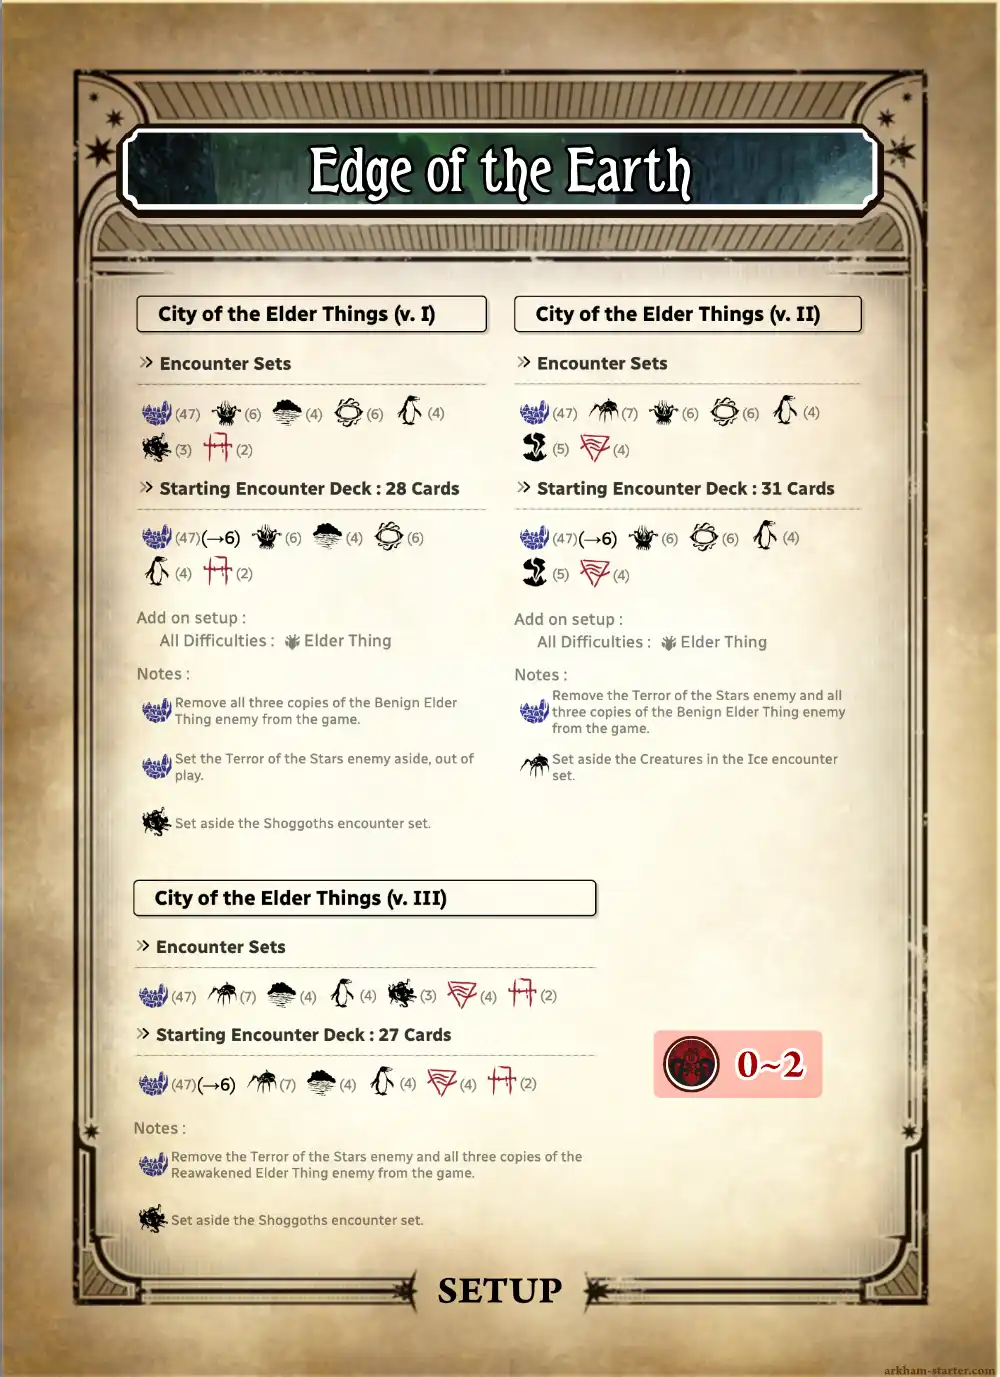 Edge of the Earth
City of the Elder Things (v. I)
» Encounter Sets
(47) (6) (4) (6) (4)
(3) (2)
» Starting Encounter Deck : 28 Cards
(47)(→6) (6) (4) (6)
(4) (2)
Add on setup :
All Difficulties : Elder Thing
Notes :
Remove all three copies of the Benign Elder
Thing enemy from the game.
Set the Terror of the Stars enemy aside, out of
play.
Set aside the Shoggoths encounter set.
City of the Elder Things (v. II)
» Encounter Sets
(47) (7) (6) (6) (4)
(5) (4)
» Starting Encounter Deck : 31 Cards
(47)(→6) (6) (6) (4)
(5) (4)
Add on setup :
All Difficulties : Elder Thing
Notes :
Remove the Terror of the Stars enemy and all
three copies of the Benign Elder Thing enemy
from the game.
Set aside the Creatures in the Ice encounter
set.
City of the Elder Things (v. III)
» Encounter Sets
(47) (7) (4) (4) (3) (4) (2)
» Starting Encounter Deck : 27 Cards
(47)(→6) (7) (4) (4) (4) (2)
Notes :
Remove the Terror of the Stars enemy and all three copies of the
Reawakened Elder Thing enemy from the game.
Set aside the Shoggoths encounter set.
0~2
SETUP
arkham-starter.com